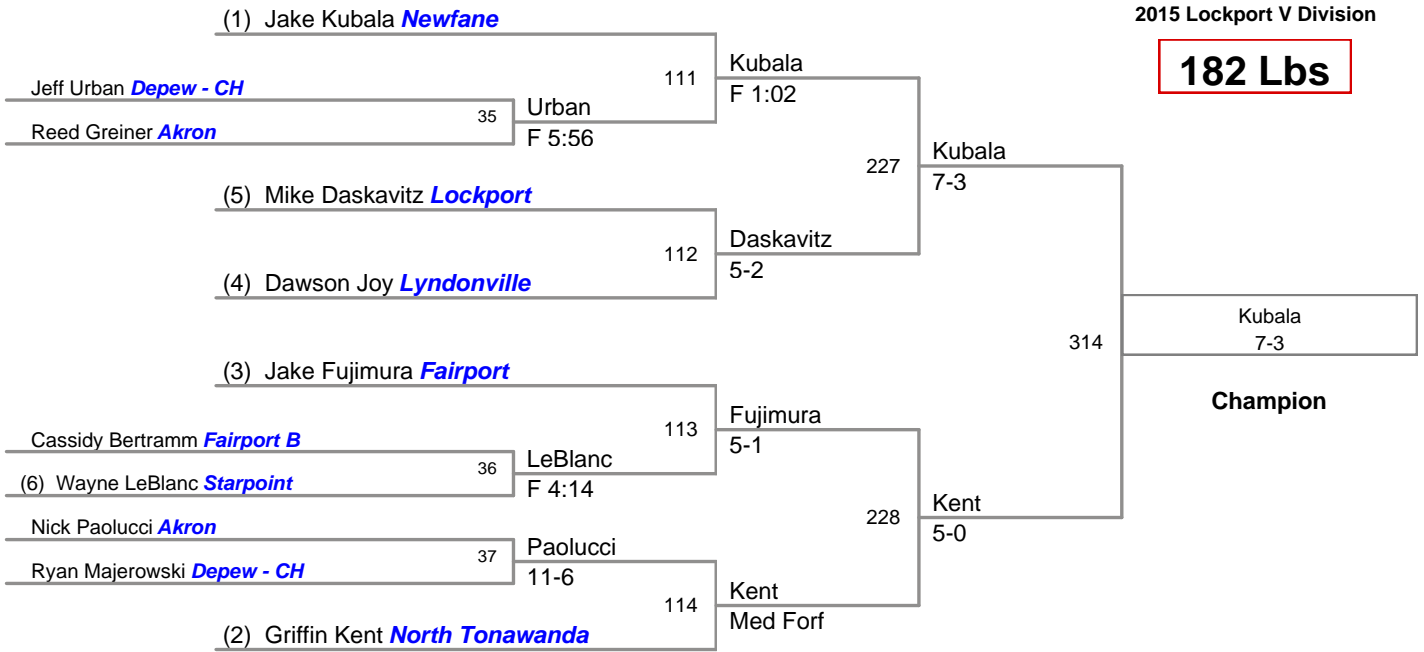 2015 Lockport V Division
182 Lbs
(1) Jake Kubala Newfane
Jeff Urban Depew - CH
Reed Greiner Akron
35
Urban
F 5:56
111
Kubala
F 1:02
(5) Mike Daskavitz Lockport
(4) Dawson Joy Lyndonville
112
Daskavitz
5-2
227
Kubala
7-3
(3) Jake Fujimura Fairport
Cassidy Bertramm Fairport B
(6) Wayne LeBlanc Starpoint
36
LeBlanc
F 4:14
113
Fujimura
5-1
Nick Paolucci Akron
Ryan Majerowski Depew - CH
37
Paolucci
11-6
(2) Griffin Kent North Tonawanda
114
Kent
Med Forf
228
Kent
5-0
314
Kubala
7-3
Champion